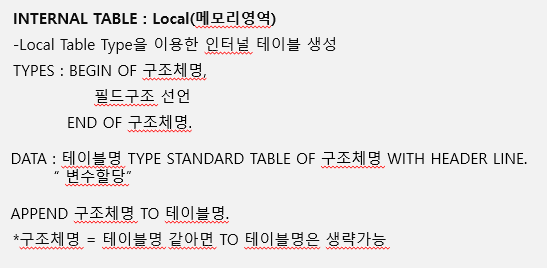 INTERNAL TABLE : Local(메모리영역)
-Local Table Type을 이용한 인터널 테이블 생성
TYPES : BEGIN OF 구조체명,
필드구조 선언
END OF 구조체명.
DATA : 테이블명 TYPE STANDARD TABLE OF 구조체명 WITH HEADER LINE.
“ 변수할당”
APPEND 구조체명 TO 테이블명.
*구조체명 = 테이블명 같아면 TO 테이블명은 생략가능